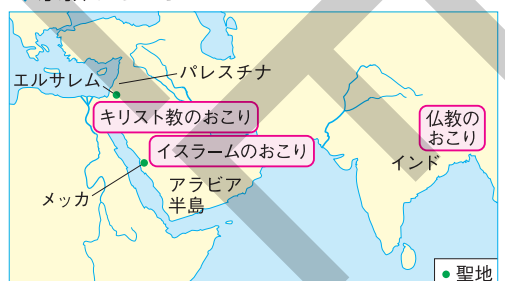 エルサレム
パレスチナ
キリスト教のおこり
イスラームのおこり
仏教の
おこり
インド
メッカ
アラビア
半島
聖地